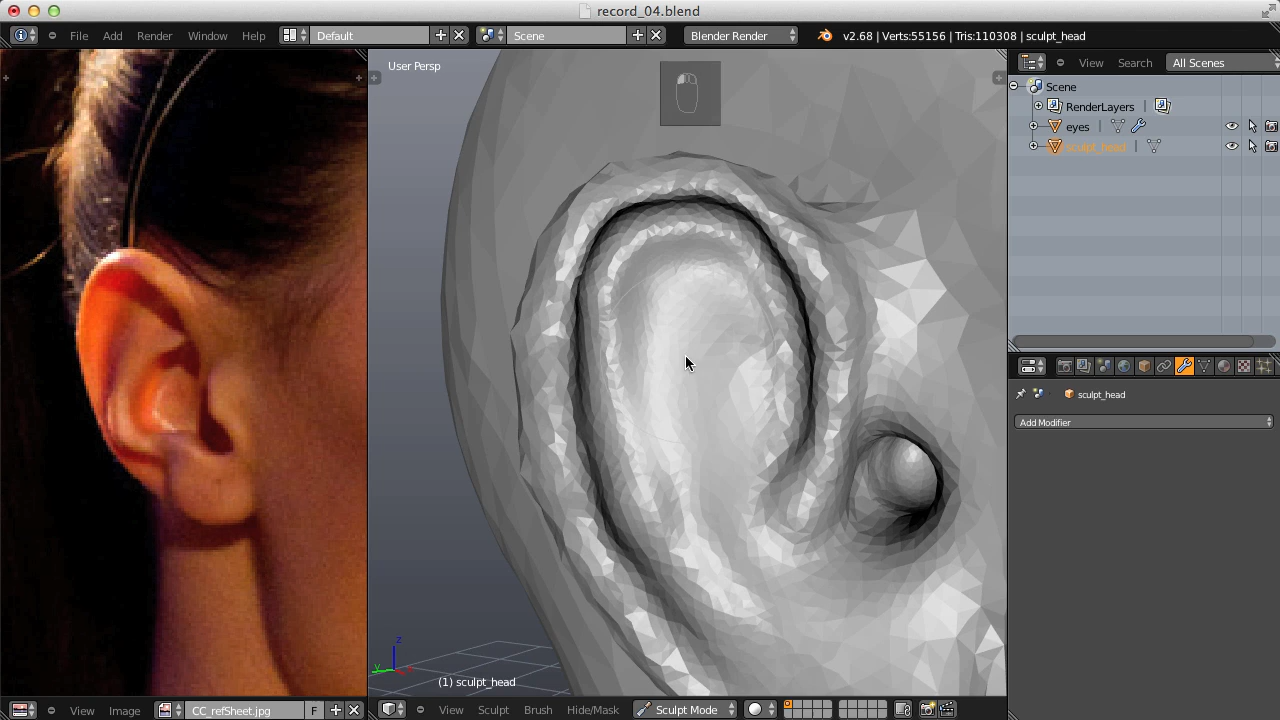 record_04.blend
File Add Render Window Help Default Scene Blender Render v2.68 | Verts:55156 | Tris:110308 | sculpt_head
User Persp
View Search All Scenes
Scene
RenderLayers
eyes
sculpt_head
sculpt_head
Add Modifier
z
y
(1) sculpt_head
View Image CC_refSheet.jpg F
View Sculpt Brush Hide/Mask Sculpt Mode